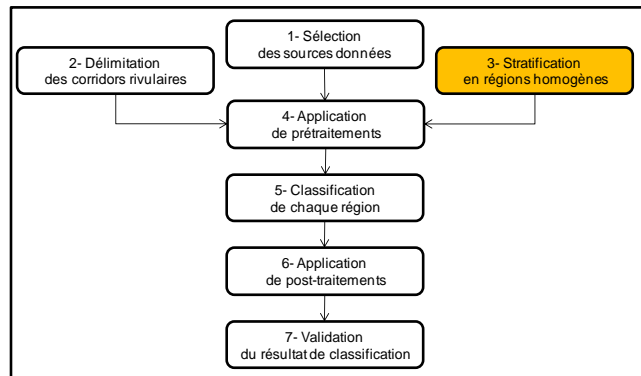 1- Sélection
des sources données
2- Délimitation
des corridors rivulaires
3- Stratification
en régions homogènes
4- Application
de prétraitements
5- Classification
de chaque région
6- Application
de post-traitements
7- Validation
du résultat de classification